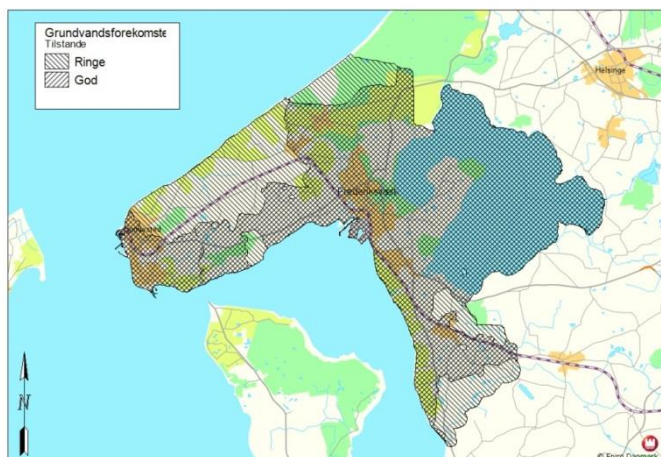 Grundvandsforekomste
Tilstande
Ringe
God
Helsinge
Frederiksværk
N
© Eniro Danmark